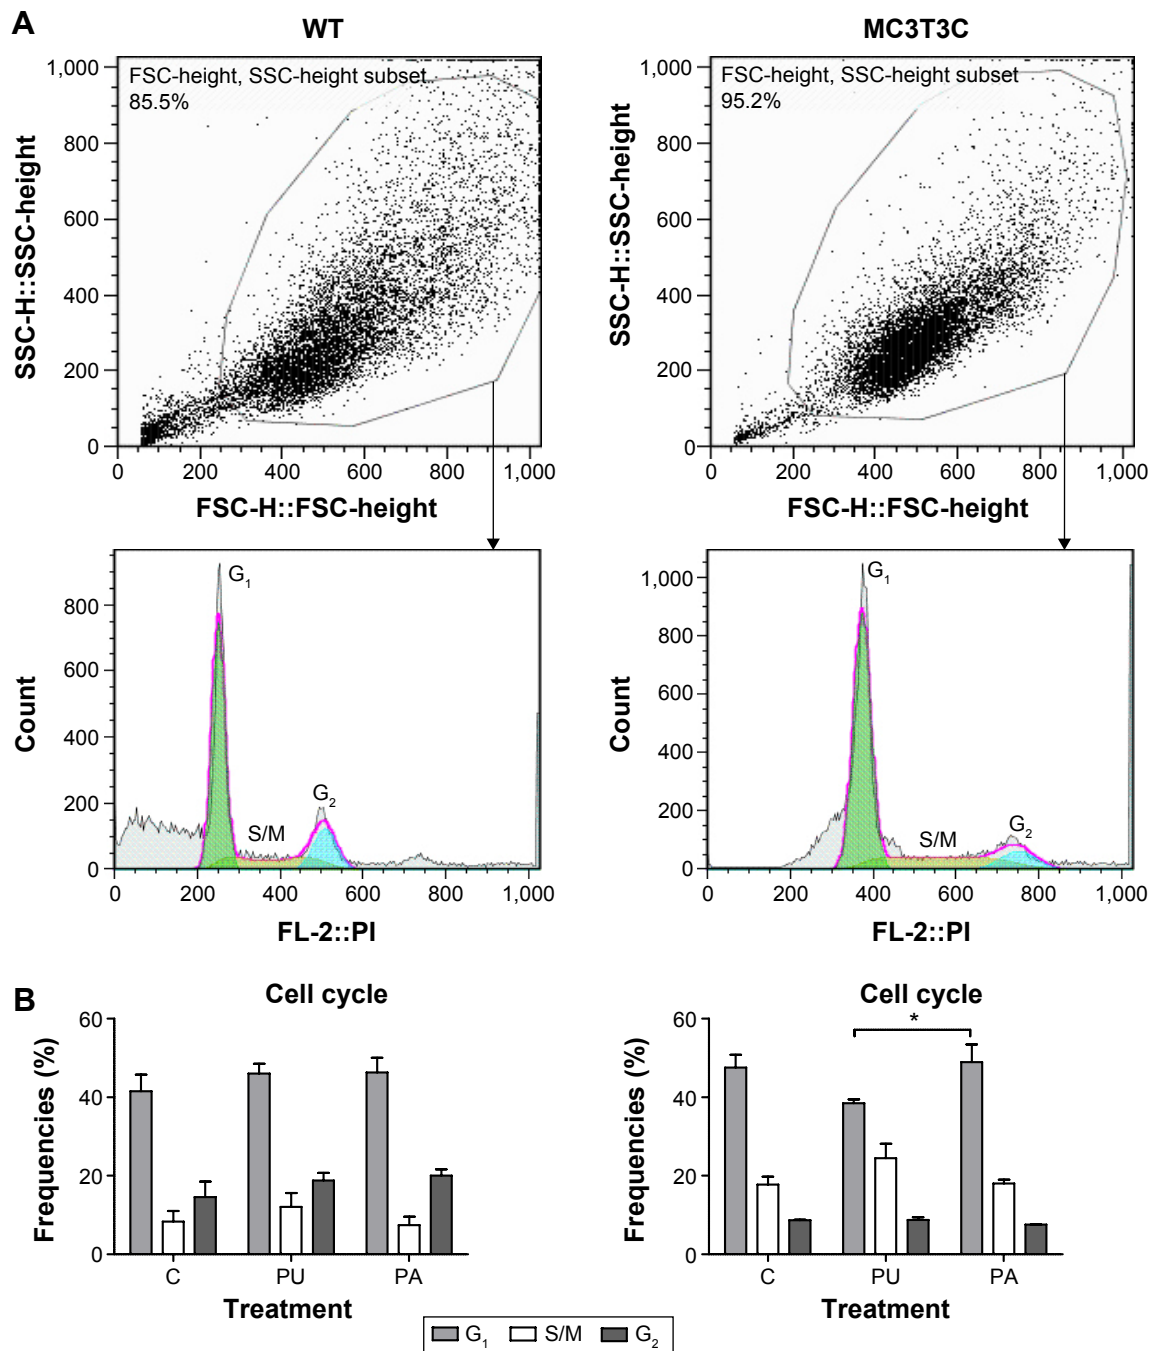 A
WT
MC3T3C
FSC-height, SSC-height subset
85.5%
SSC-H::SSC-height
1,000
800
600
400
200
0
0 200 400 600 800 1,000
FSC-H::FSC-height
FSC-height, SSC-height subset
95.2%
SSC-H::SSC-height
1,000
800
600
400
200
0
0 200 400 600 800 1,000
FSC-H::FSC-height
G1
S/M
G2
Count
800
600
400
200
0
0 200 400 600 800 1,000
FL-2::PI
G1
S/M
G2
Count
1,000
800
600
400
200
0
0 200 400 600 800 1,000
FL-2::PI
B
Cell cycle
Frequencies (%)
60
40
20
0
C PU PA
Treatment
Cell cycle
*
Frequencies (%)
60
40
20
0
C PU PA
Treatment
G1 S/M G2